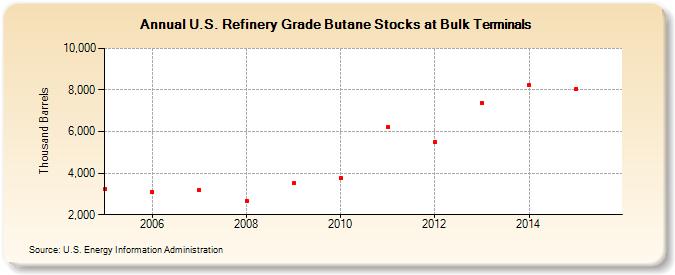 Annual U.S. Refinery Grade Butane Stocks at Bulk Terminals
Thousand Barrels
10,000
8,000
6,000
4,000
2,000
2006 2008 2010 2012 2014
Source: U.S. Energy Information Administration